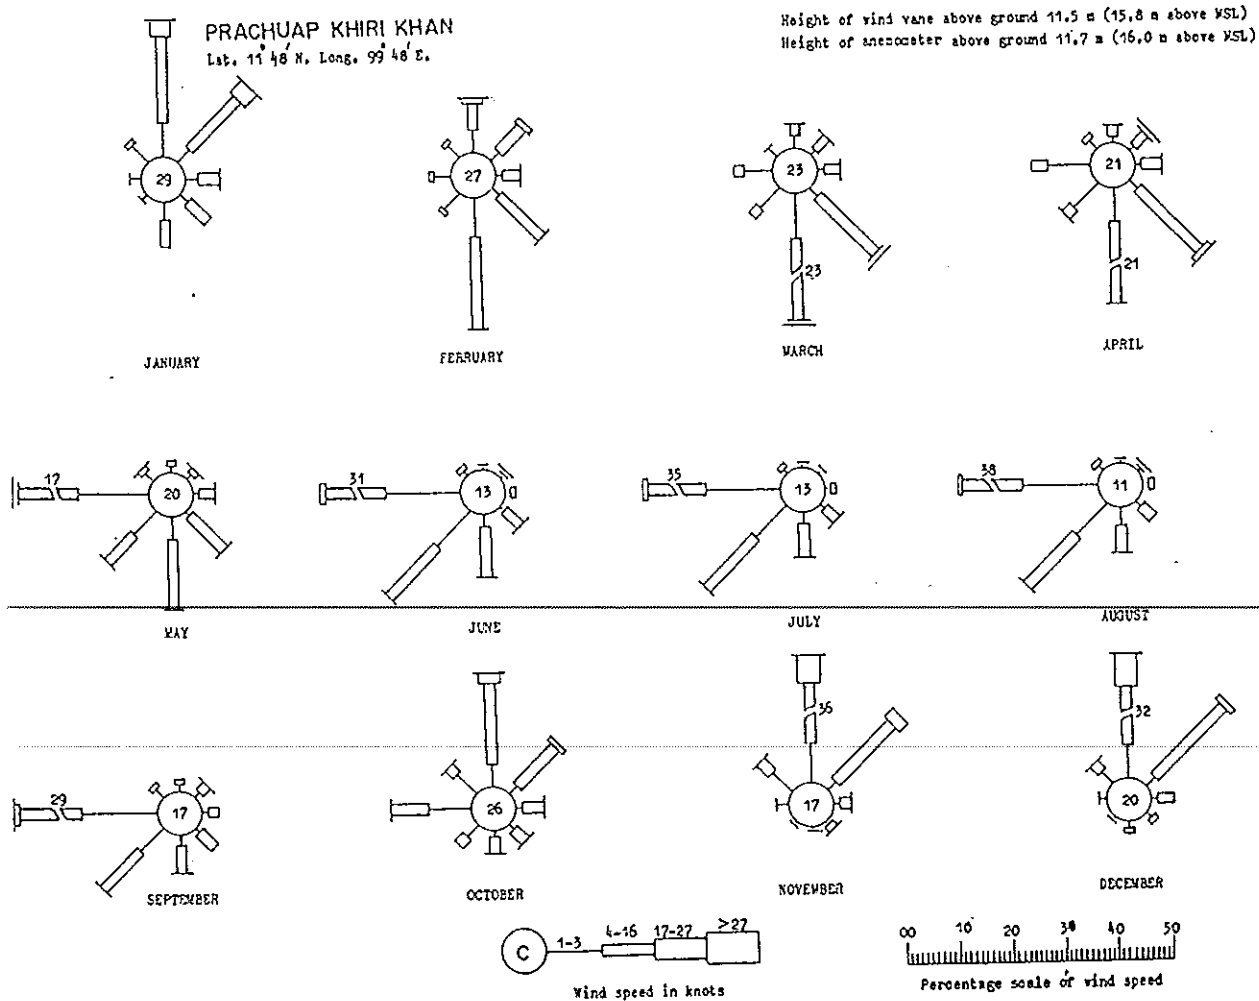 PRACHUAP KHIRI KHAN
Lat. 11° 48' N. Long. 99° 48' E.
Height of wind vane above ground 11.5 m (15.8 m above MSL)
Height of anemometer above ground 11.7 m (16.0 m above MSL)
29
27
23
23
21
21
JANUARY
FEBRUARY
MARCH
APRIL
17
20
31
13
35
13
38
11
MAY
JUNE
JULY
AUGUST
29
17
26
36
17
32
20
SEPTEMBER
OCTOBER
NOVEMBER
DECEMBER
C
1-3
4-16
17-27
>27
Wind speed in knots
00 10 20 30 40 50
Percentage scale of wind speed